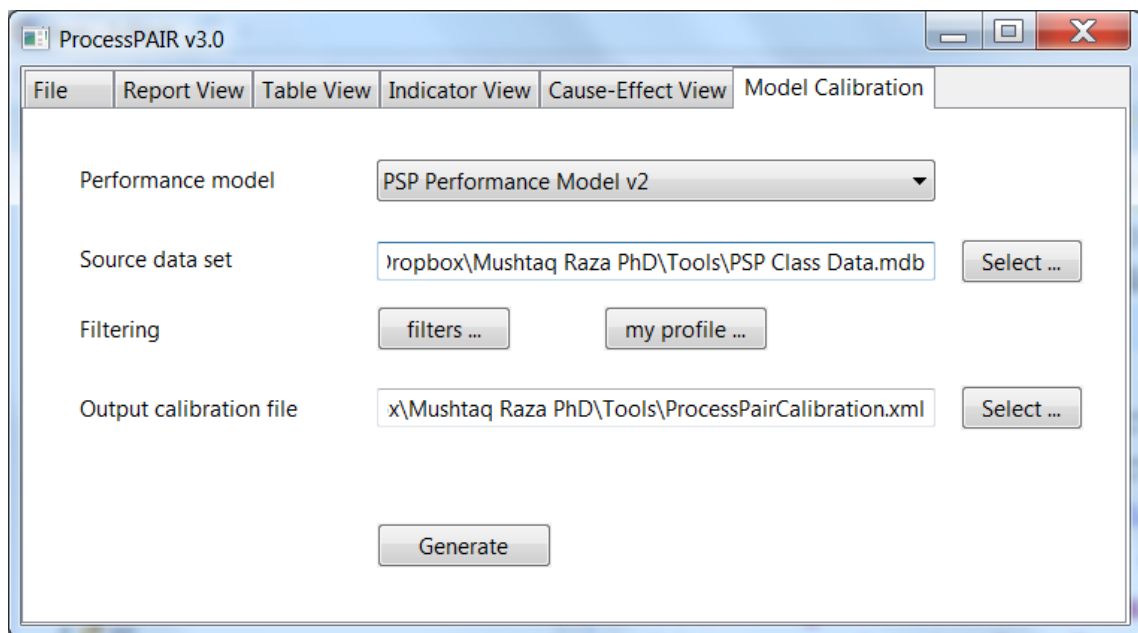 ProcessPAIR v3.0
File Report View Table View Indicator View Cause-Effect View Model Calibration
Performance model PSP Performance Model v2
Source data set ropbox\Mushtaq Raza PhD\Tools\PSP Class Data.mdb Select ...
Filtering filters ... my profile ...
Output calibration file x\Mushtaq Raza PhD\Tools\ProcessPairCalibration.xml Select ...
Generate